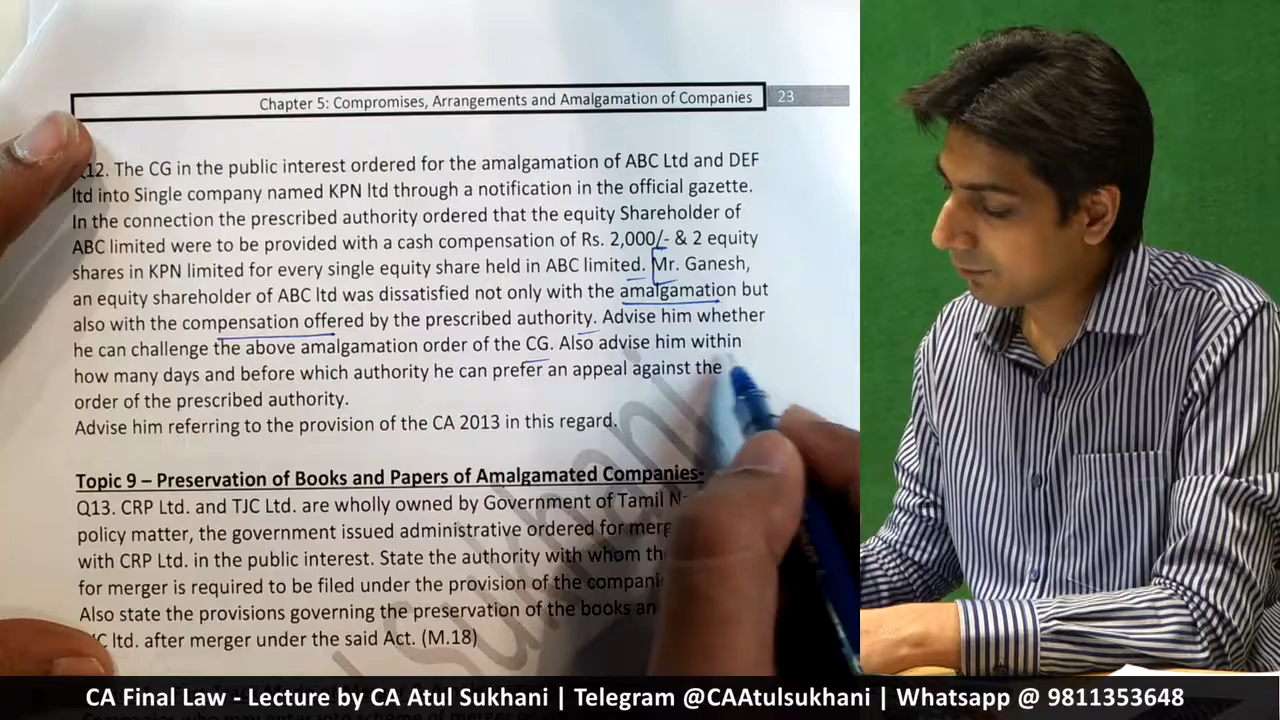 Chapter 5: Compromises, Arrangements and Amalgamation of Companies 23
12. The CG in the public interest ordered for the amalgamation of ABC Ltd and DEF
ltd into Single company named KPN ltd through a notification in the official gazette.
In the connection the prescribed authority ordered that the equity Shareholder of
ABC limited were to be provided with a cash compensation of Rs. 2,000/- & 2 equity
shares in KPN limited for every single equity share held in ABC limited. Mr. Ganesh,
an equity shareholder of ABC ltd was dissatisfied not only with the amalgamation but
also with the compensation offered by the prescribed authority. Advise him whether
he can challenge the above amalgamation order of the CG. Also advise him within
how many days and before which authority he can prefer an appeal against the
order of the prescribed authority.
Advise him referring to the provision of the CA 2013 in this regard.
Topic 9 – Preservation of Books and Papers of Amalgamated Companies-
Q13. CRP Ltd. and TJC Ltd. are wholly owned by Government of Tamil
policy matter, the government issued administrative ordered for
with CRP Ltd. in the public interest. State the authority with whom
for merger is required to be filed under the provision of the
Also state the provisions governing the preservation of the books
ltd. after merger under the said Act. (M.18)
Sukhani
CA Final Law - Lecture by CA Atul Sukhani | Telegram @CAAtulsukhani | Whatsapp @ 9811353648